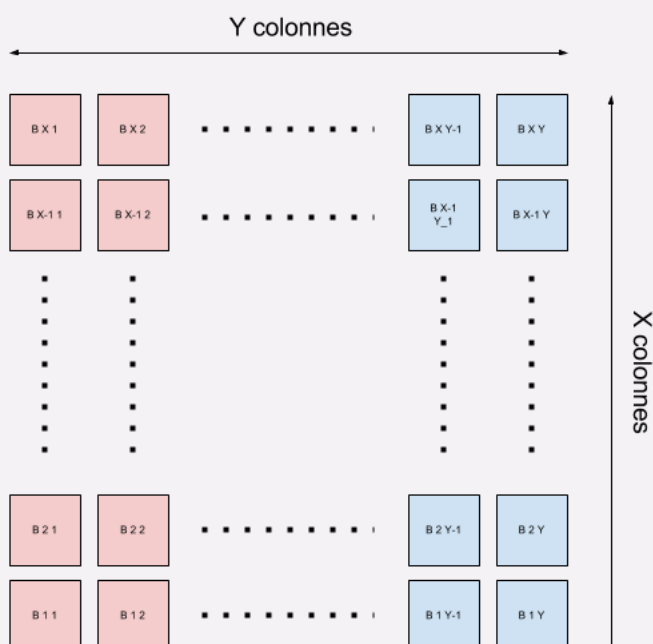 Y colonnes
B X 1
B X 2
B X Y-1
B X Y
B X-1 1
B X-1 2
B X-1
Y_1
B X-1 Y
X colonnes
B 2 1
B 2 2
B 2 Y-1
B 2 Y
B 1 1
B 1 2
B 1 Y-1
B 1 Y